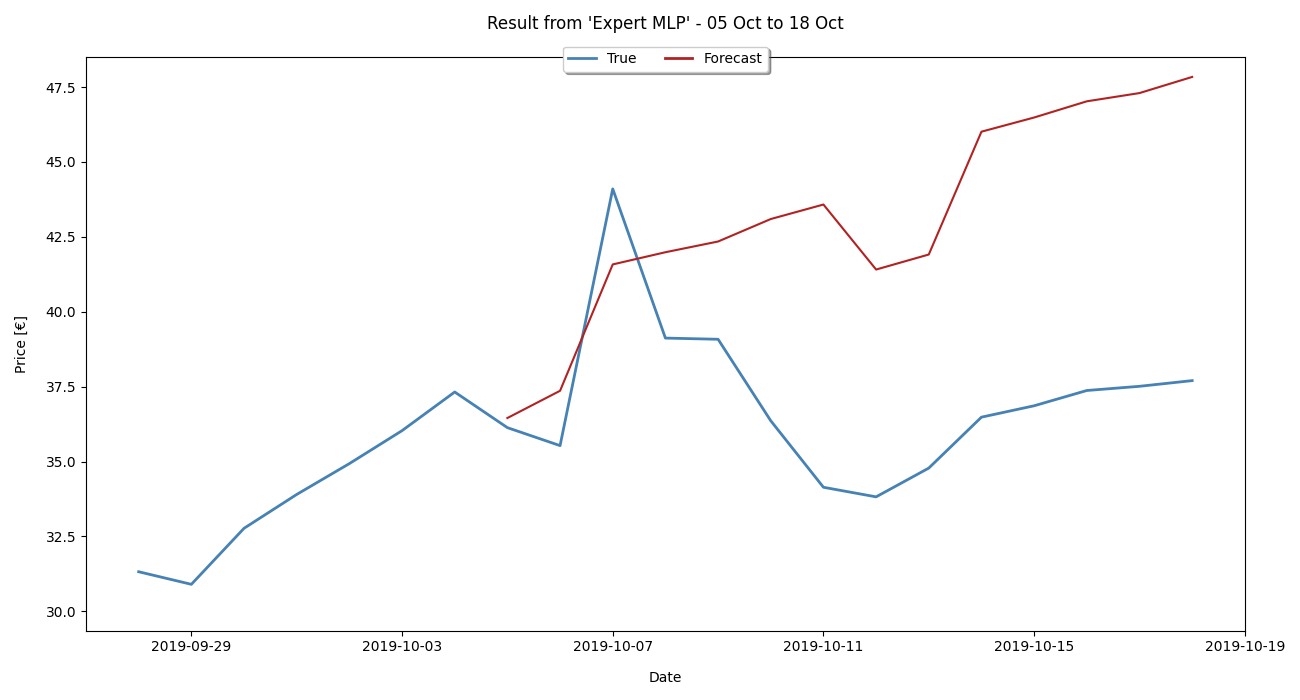 Result from 'Expert MLP' - 05 Oct to 18 Oct
True Forecast
47.5
45.0
42.5
40.0
37.5
35.0
32.5
30.0
Price [€]
2019-09-29 2019-10-03 2019-10-07 2019-10-11 2019-10-15 2019-10-19
Date